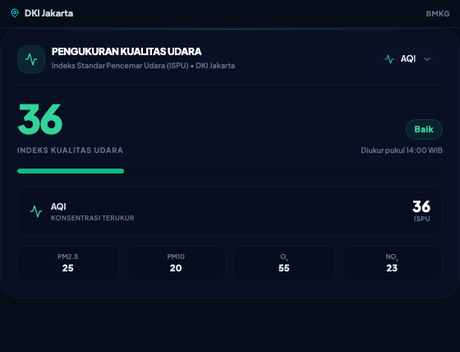 DKI Jakarta
BMKG
PENGUKURAN KUALITAS UDARA
Indeks Standar Pencemar Udara (ISPU) • DKI Jakarta
AQI
36
Baik
INDEKS KUALITAS UDARA
Diukur pukul 14:00 WIB
AQI
KONSENTRASI TERUKUR
36
ISPU
PM2.5
25
PM10
20
O₃
55
NO₂
23